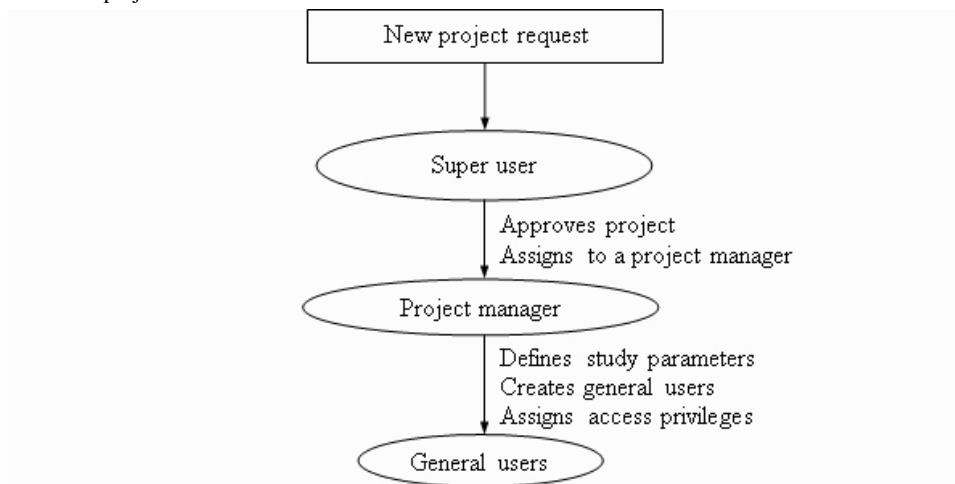 New project request
Super user
Approves project
Assigns to a project manager
Project manager
Defines study parameters
Creates general users
Assigns access privileges
General users